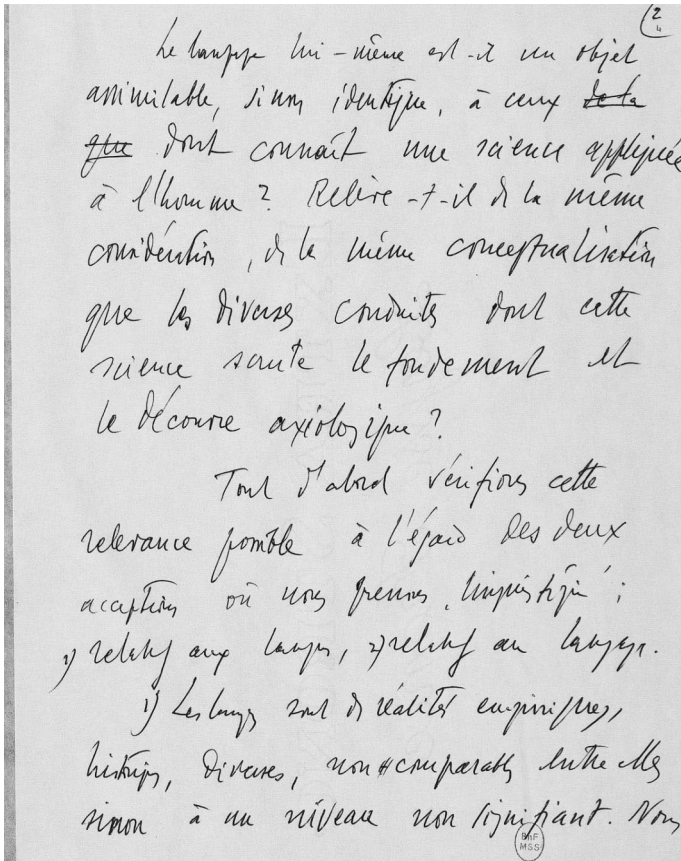 2
Le langage lui-même est-il un objet
assimilable, sinon identique, à ceux de la
que dont connaît une science appliquée
à l'homme ? Relève-t-il de la même
considération, de la même conceptualisation
que les diverses conduites dont cette
science scrute le fondement et
le axiologique ?
Tout d'abord vérifions cette
relevance possible à l'égard des deux
acceptions où nous prenons "linguistique" :
1) relatif aux langues, 2) relatif au langage.
1) Les langues sont des réalités empiriques,
historiques, diverses, non comparables entre elles
sinon à un niveau non signifiant. Nous
BnF
MSS